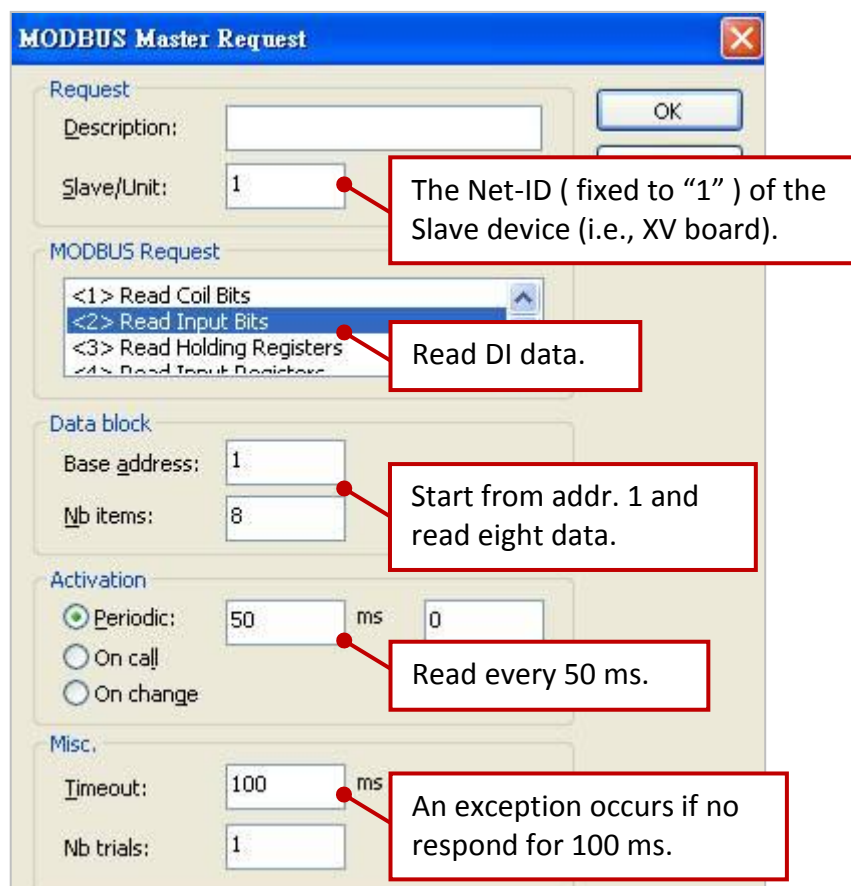 MODBUS Master Request
Request
Description:
OK
Slave/Unit: 1
The Net-ID ( fixed to “1” ) of the
Slave device (i.e., XV board).
MODBUS Request
<1> Read Coil Bits
<2> Read Input Bits
<3> Read Holding Registers
<4> Read Input Registers
Read DI data.
Data block
Base address: 1
Nb items: 8
Start from addr. 1 and
read eight data.
Activation
Periodic: 50 ms 0
On call
On change
Read every 50 ms.
Misc.
Timeout: 100 ms
Nb trials: 1
An exception occurs if no
respond for 100 ms.